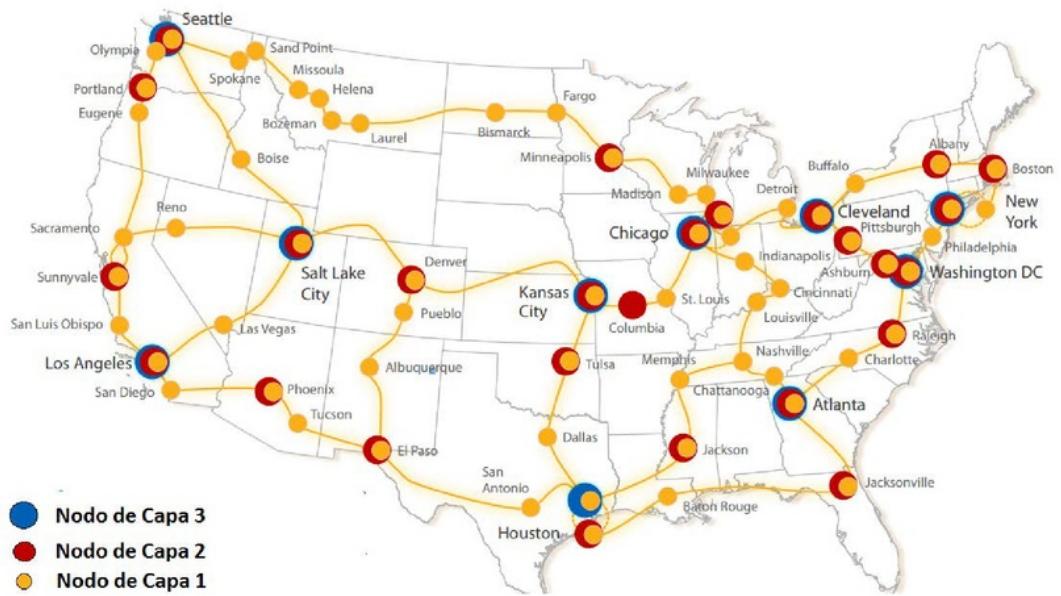 Seattle
Olympia
Sand Point
Spokane
Missoula
Portland
Helena
Eugene
Bozeman
Laurel
Bismarck
Fargo
Minneapolis
Boise
Milwaukee
Madison
Detroit
Buffalo
Albany
Boston
Reno
Sacramento
Chicago
Cleveland
Pittsburgh
New
York
Philadelphia
Sunnyvale
Salt Lake
City
Denver
Indianapolis
Ashburn
Washington DC
Kansas
City
Columbia
St. Louis
Cincinnati
Louisville
Pueblo
San Luis Obispo
Las Vegas
Raleigh
Los Angeles
Albuquerque
Tulsa
Memphis
Nashville
Charlotte
San Diego
Phoenix
Chattanooga
Atlanta
Tucson
Dallas
El Paso
Jackson
San
Antonio
Jacksonville
Baton Rouge
Houston
Nodo de Capa 3
Nodo de Capa 2
Nodo de Capa 1